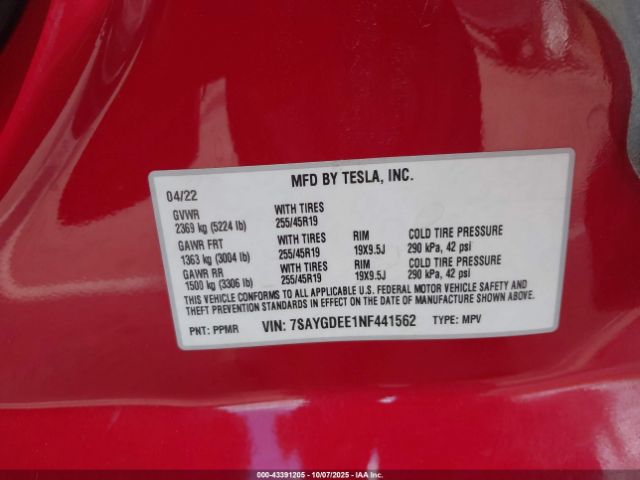 MFD BY TESLA, INC.
04/22
GVWR WITH TIRES
2369 kg (5224 lb) 255/45R19
GAWR FRT WITH TIRES RIM COLD TIRE PRESSURE
1363 kg (3004 lb) 255/45R19 19X9.5J 290 kPa, 42 psi
GAWR RR WITH TIRES RIM COLD TIRE PRESSURE
1500 kg (3306 lb) 255/45R19 19X9.5J 290 kPa, 42 psi
THIS VEHICLE CONFORMS TO ALL APPLICABLE U.S. FEDERAL MOTOR VEHICLE SAFETY AND
THEFT PREVENTION STANDARDS IN EFFECT ON THE DATE OF MANUFACTURE SHOWN ABOVE.
PNT: PPMR VIN: 7SAYGDEE1NF441562 TYPE: MPV
000-43391205 - 10/07/2025 - IAAI.COM